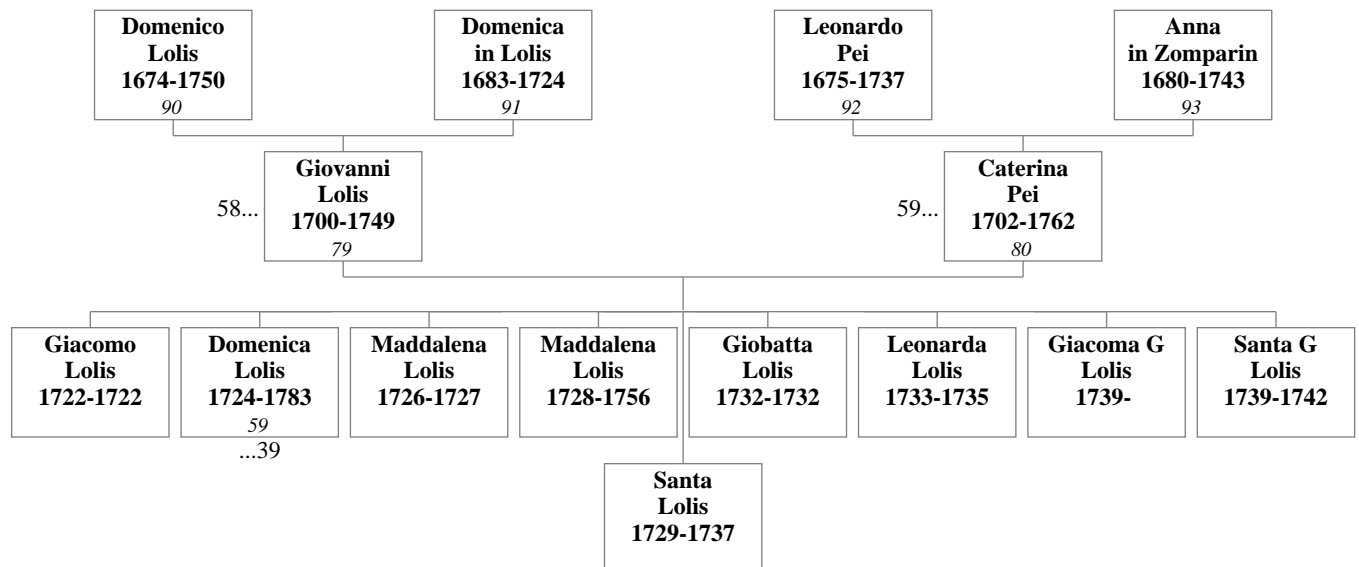 Domenico
Lolis
1674-1750
90
Domenica
in Lolis
1683-1724
91
Leonardo
Pei
1675-1737
92
Anna
in Zomparin
1680-1743
93
58...
Giovanni
Lolis
1700-1749
79
59...
Caterina
Pei
1702-1762
80
Giacomo
Lolis
1722-1722
Domenica
Lolis
1724-1783
59
...39
Maddalena
Lolis
1726-1727
Maddalena
Lolis
1728-1756
Giobatta
Lolis
1732-1732
Leonarda
Lolis
1733-1735
Giacoma G
Lolis
1739-
Santa G
Lolis
1739-1742
Santa
Lolis
1729-1737